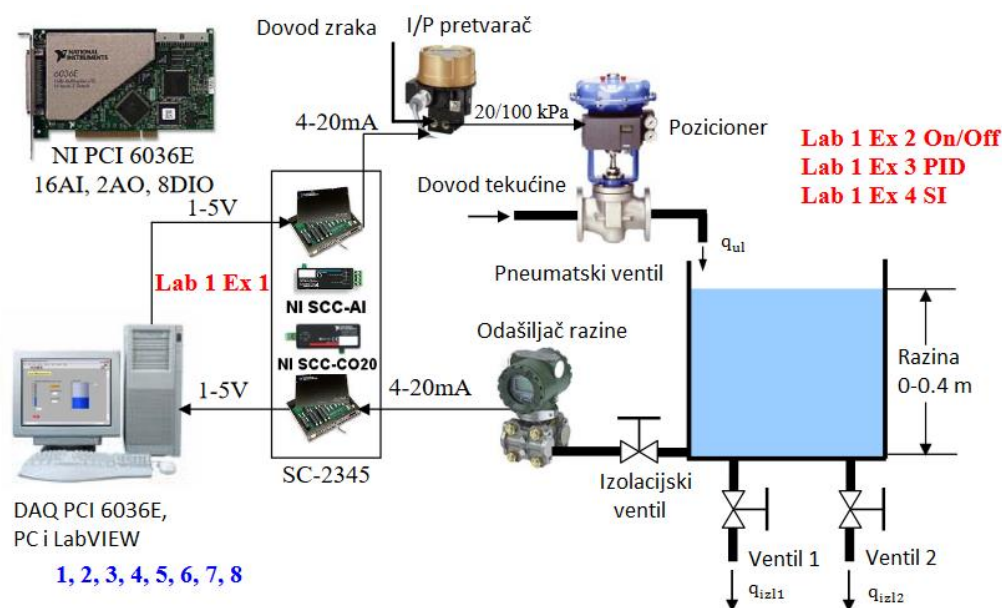 Dovod zraka
I/P pretvarač
NATIONAL
INSTRUMENTS
6036E
NI PCI 6036E
16AI, 2AO, 8DIO
4-20mA
20/100 kPa
Pozicioner
Lab 1 Ex 2 On/Off
Lab 1 Ex 3 PID
Lab 1 Ex 4 SI
Dovod tekućine
1-5V
q_ul
Lab 1 Ex 1
Pneumatski ventil
NI SCC-AI
Odašiljač razine
NI SCC-CO20
Razina
0-0.4 m
1-5V
4-20mA
SC-2345
Izolacijski
ventil
DAQ PCI 6036E,
PC i LabVIEW
Ventil 1
Ventil 2
1, 2, 3, 4, 5, 6, 7, 8
q_izl1
q_izl2